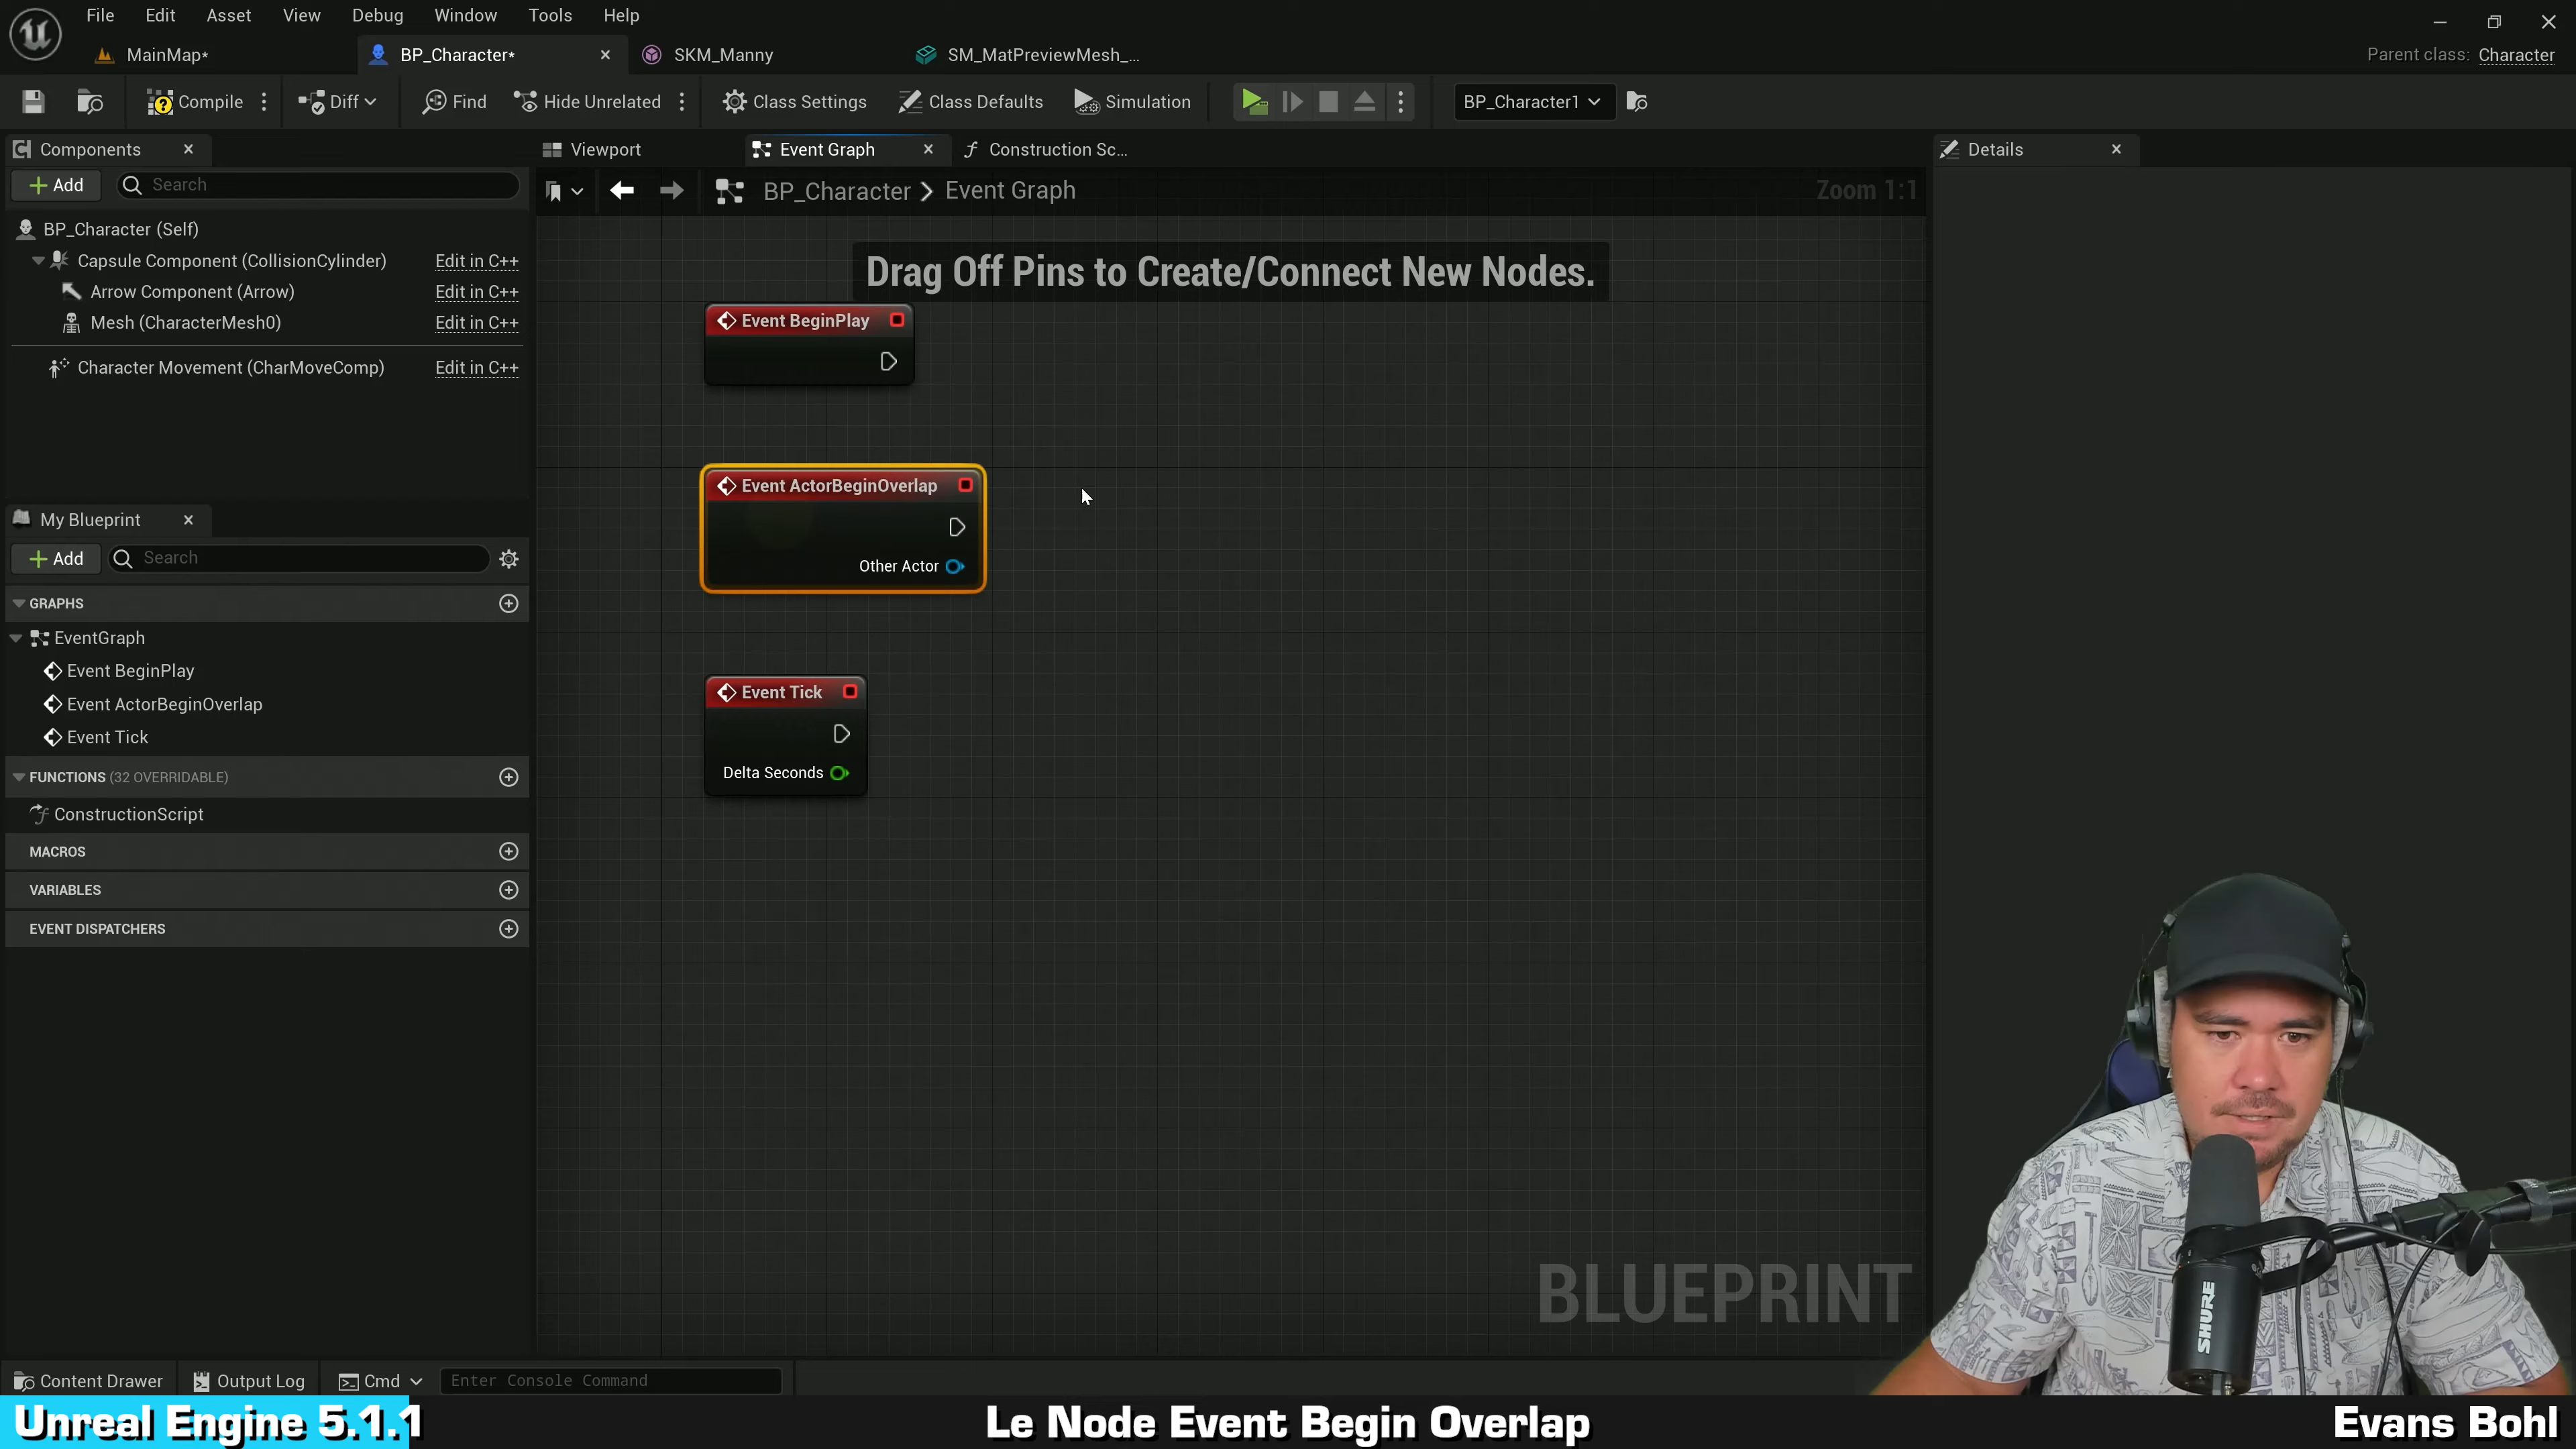 File Edit Asset View Debug Window Tools Help
MainMap* BP_Character* SKM_Manny SM_MatPreviewMesh_... Parent class: Character
Compile Diff Find Hide Unrelated Class Settings Class Defaults Simulation BP_Character1
Components Viewport Event Graph Construction Sc... Details
Add Search BP_Character > Event Graph Zoom 1:1
BP_Character (Self)
Capsule Component (CollisionCylinder) Edit in C++
Arrow Component (Arrow) Edit in C++
Mesh (CharacterMesh0) Edit in C++
Character Movement (CharMoveComp) Edit in C++
Drag Off Pins to Create/Connect New Nodes.
Event BeginPlay
Event ActorBeginOverlap
Other Actor
Event Tick
Delta Seconds
My Blueprint
Add Search
GRAPHS
EventGraph
Event BeginPlay
Event ActorBeginOverlap
Event Tick
FUNCTIONS (32 OVERRIDABLE)
ConstructionScript
MACROS
VARIABLES
EVENT DISPATCHERS
BLUEPRINT
SHURE
Content Drawer Output Log Cmd Enter Console Command
Unreal Engine 5.1.1 Le Node Event Begin Overlap Evans Bohl